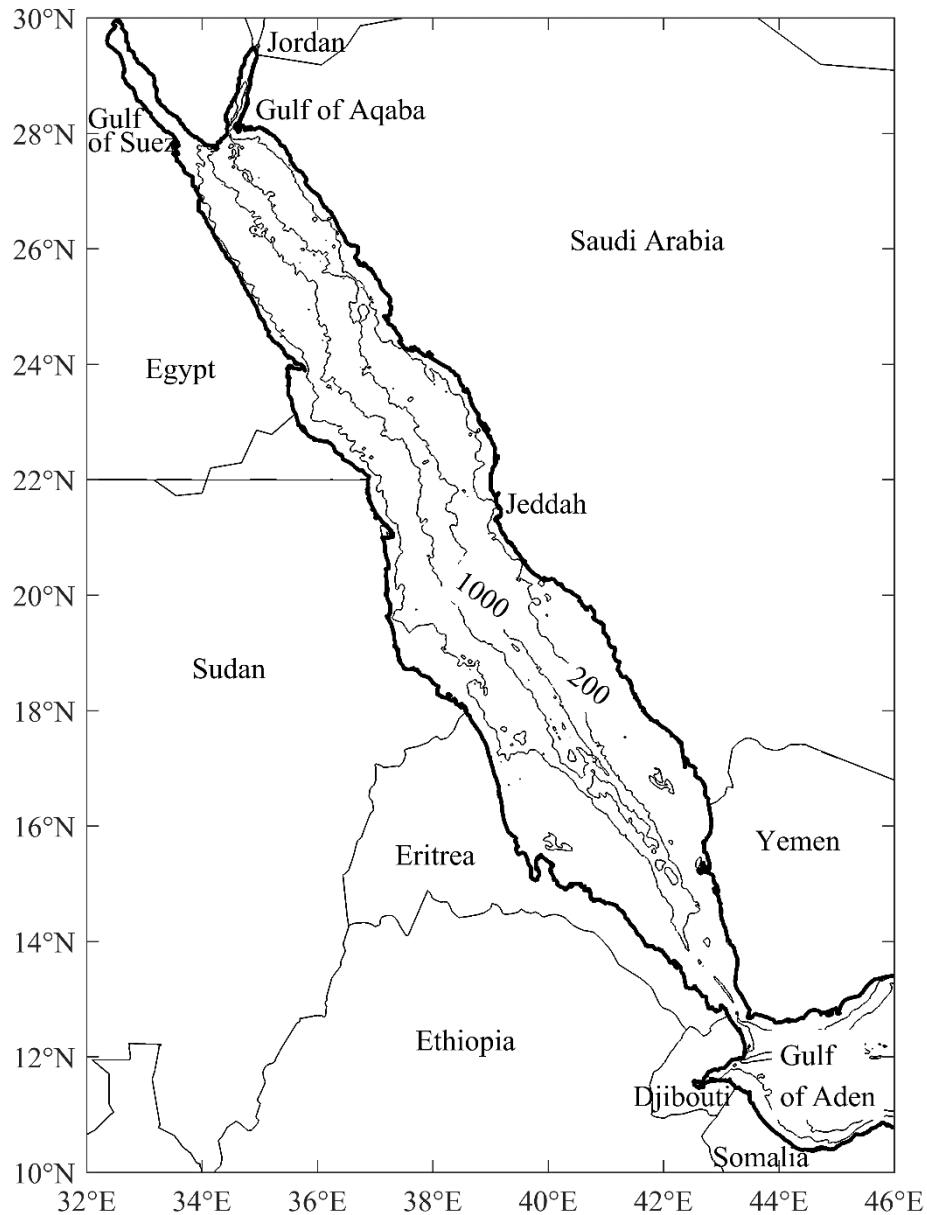 30°N
Jordan
Gulf of Aqaba
Gulf
of Suez
28°N
26°N
Saudi Arabia
24°N
Egypt
22°N
Jeddah
20°N
1000
200
Sudan
18°N
16°N
Eritrea
Yemen
14°N
12°N
Ethiopia
Gulf
of Aden
Djibouti
Somalia
10°N
32°E 34°E 36°E 38°E 40°E 42°E 44°E 46°E